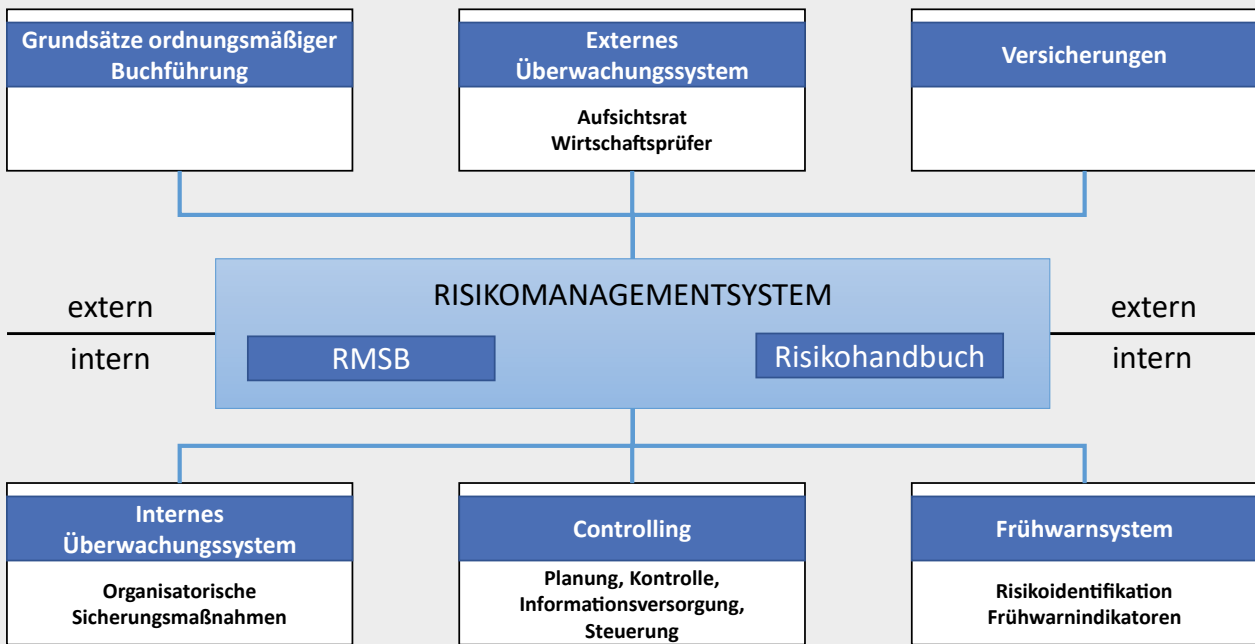 Grundsätze ordnungsmäßiger
Buchführung
Externes
Überwachungssystem
Aufsichtsrat
Wirtschaftsprüfer
Versicherungen
RISIKOMANAGEMENTSYSTEM
extern
intern
RMSB
Risikohandbuch
extern
intern
Internes
Überwachungssystem
Organisatorische
Sicherungsmaßnahmen
Controlling
Planung, Kontrolle,
Informationsversorgung,
Steuerung
Frühwarnsystem
Risikoidentifikation
Frühwarnindikatoren